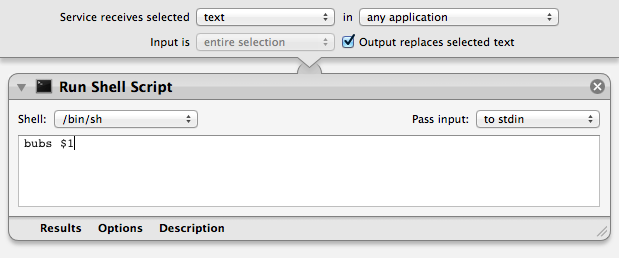 Service receives selected text in any application
Input is entire selection Output replaces selected text
Run Shell Script
Shell: /bin/sh Pass input: to stdin
bubs $1
Results Options Description